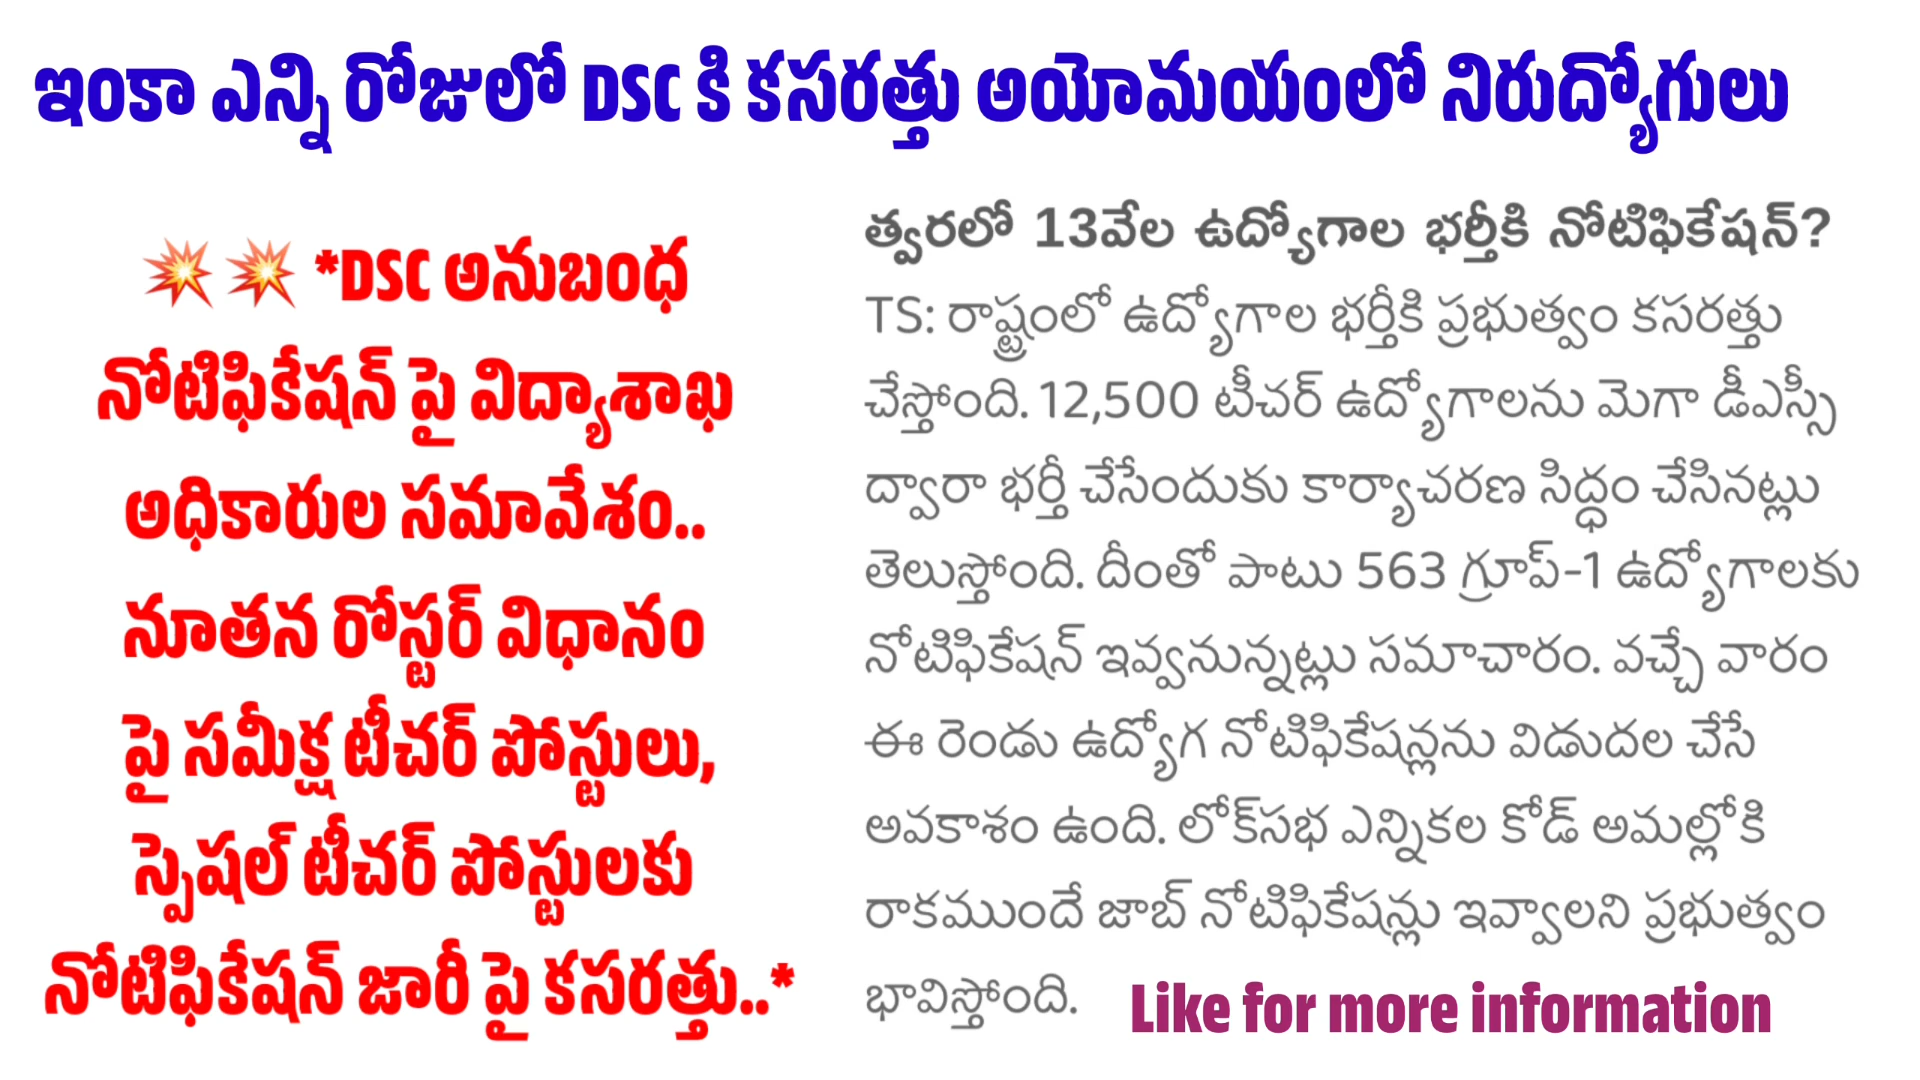 ఇంకా ఎన్ని రోజులో DSC కి కసరత్తు అయోమయంలో నిరుద్యోగులు
💥 💥 *DSC అనుబంధ
నోటిఫికేషన్ పై విద్యాశాఖ
అధికారుల సమావేశం..
నూతన రోస్టర్ విధానం
పై సమీక్ష టీచర్ పోస్టులు,
స్పెషల్ టీచర్ పోస్టులకు
నోటిఫికేషన్ జారీ పై కసరత్తు..*
త్వరలో 13వేల ఉద్యోగాల భర్తీకి నోటిఫికేషన్?
TS: రాష్ట్రంలో ఉద్యోగాల భర్తీకి ప్రభుత్వం కసరత్తు
చేస్తోంది. 12,500 టీచర్ ఉద్యోగాలను మెగా డీఎస్సీ
ద్వారా భర్తీ చేసేందుకు కార్యాచరణ సిద్ధం చేసినట్లు
తెలుస్తోంది. దీంతో పాటు 563 గ్రూప్-1 ఉద్యోగాలకు
నోటిఫికేషన్ ఇవ్వనున్నట్లు సమాచారం. వచ్చే వారం
ఈ రెండు ఉద్యోగ నోటిఫికేషన్లను విడుదల చేసే
అవకాశం ఉంది. లోక్‌సభ ఎన్నికల కోడ్ అమల్లోకి
రాకముందే జాబ్ నోటిఫికేషన్లు ఇవ్వాలని ప్రభుత్వం
భావిస్తోంది.
Like for more information